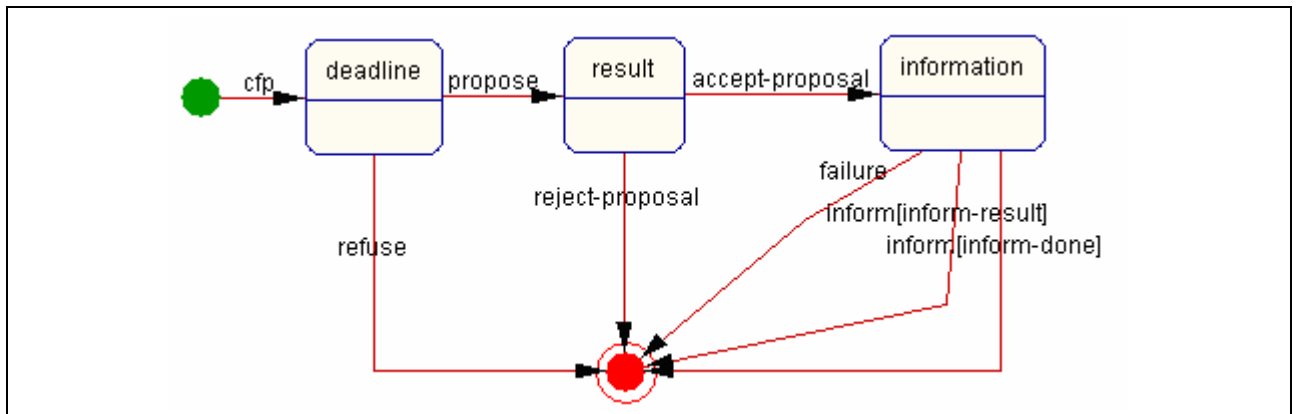 deadline
result
information
cfp
propose
accept-proposal
failure
reject-proposal
inform[inform-result]
refuse
inform[inform-done]